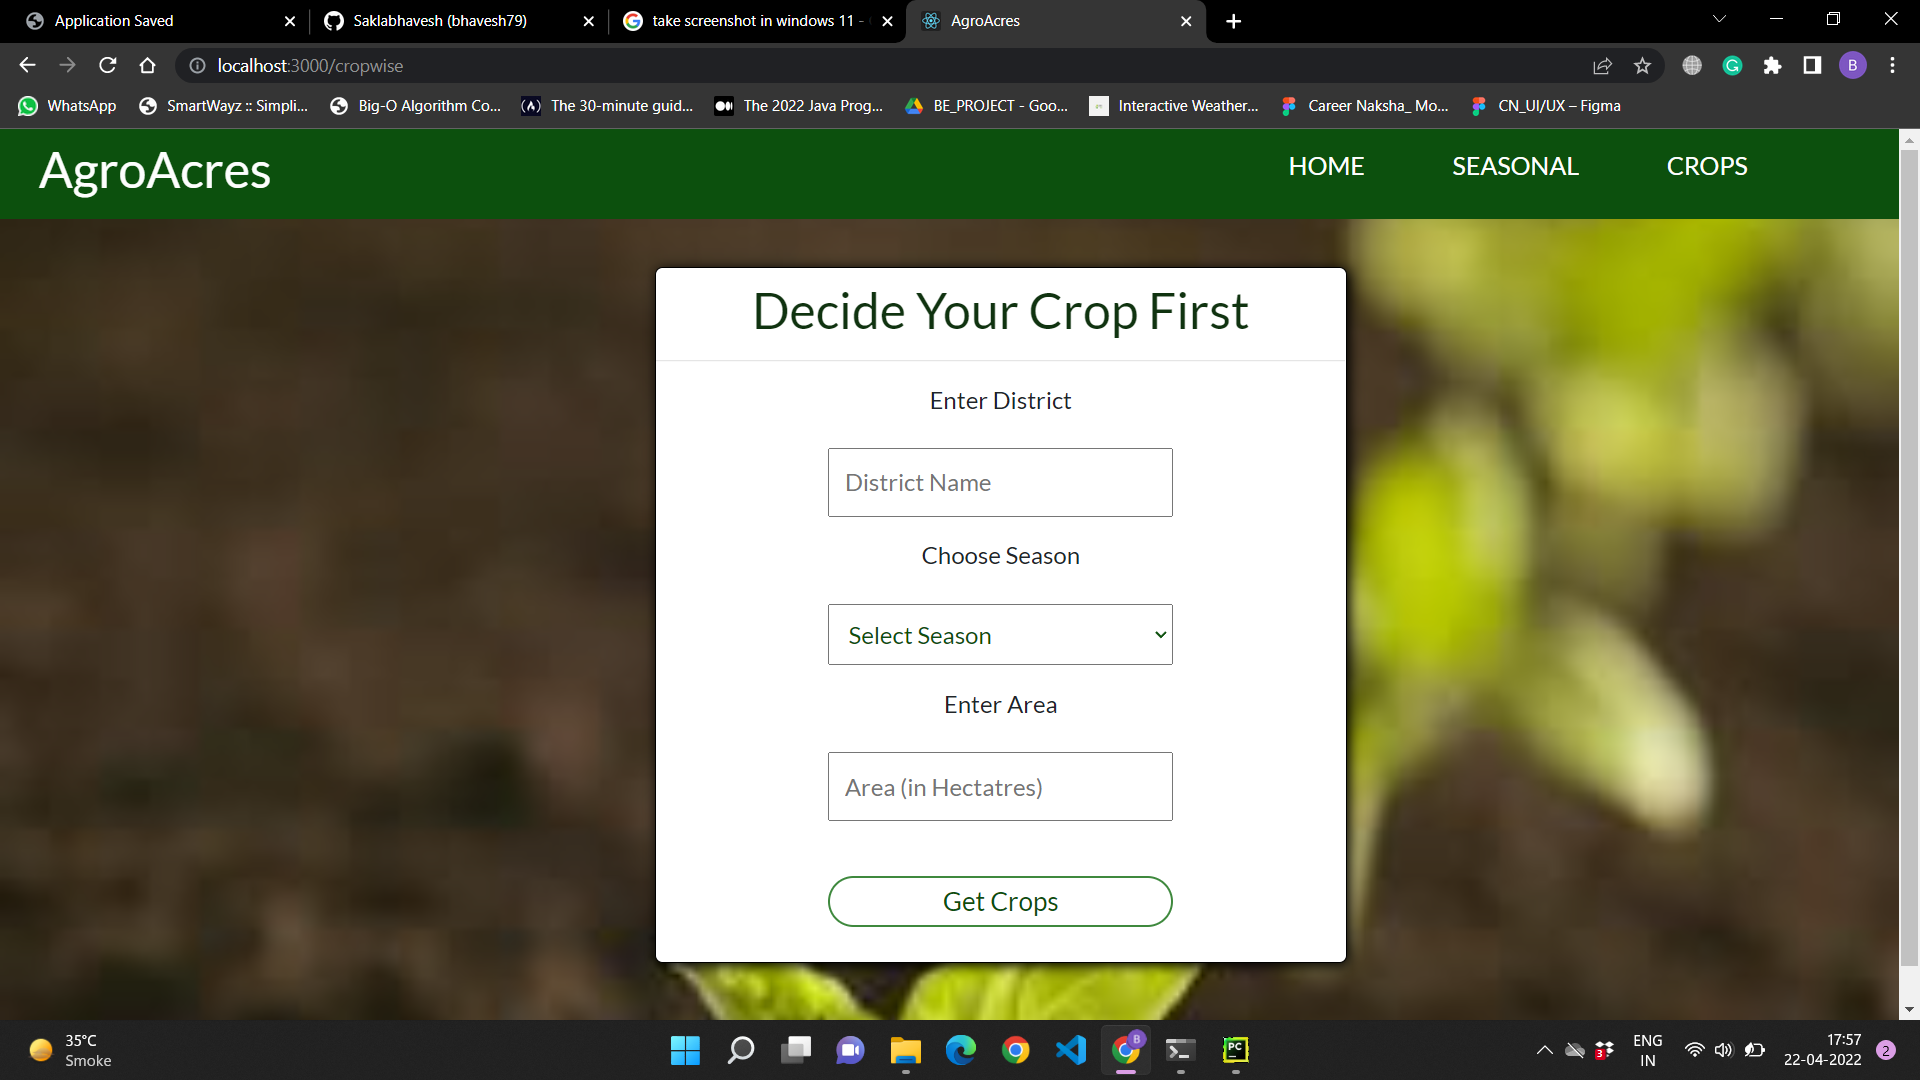 Application Saved
Saklabhavesh (bhavesh79)
take screenshot in windows 11 -
AgroAcres
localhost:3000/cropwise
B
WhatsApp
SmartWayz :: Simpli...
Big-O Algorithm Co...
The 30-minute guid...
The 2022 Java Prog...
BE_PROJECT - Goo...
Interactive Weather...
Career Naksha_ Mo...
CN_UI/UX – Figma
AgroAcres
HOME
SEASONAL
CROPS
Decide Your Crop First
Enter District
District Name
Choose Season
Select Season
Enter Area
Area (in Hectatres)
Get Crops
35°C
Smoke
B
PC
3
ENG
IN
17:57
22-04-2022
2